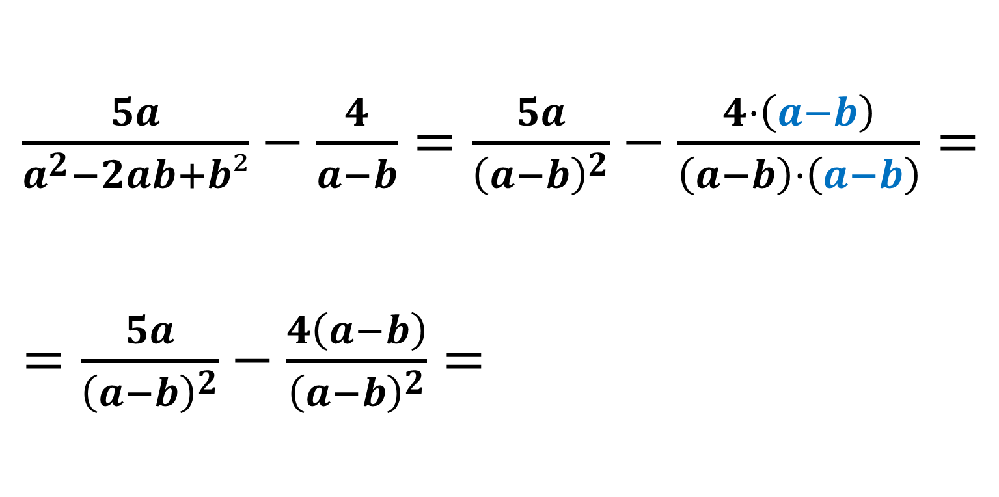 5a/(a²−2ab+b²) − 4/(a−b) = 5a/(a−b)² − 4·(a−b)/((a−b)·(a−b)) =
= 5a/(a−b)² − 4(a−b)/(a−b)² =